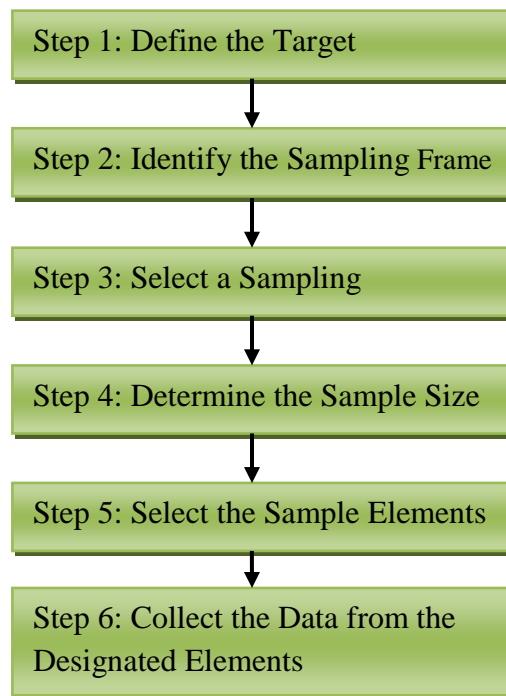 Step 1: Define the Target
Step 2: Identify the Sampling Frame
Step 3: Select a Sampling
Step 4: Determine the Sample Size
Step 5: Select the Sample Elements
Step 6: Collect the Data from the
Designated Elements